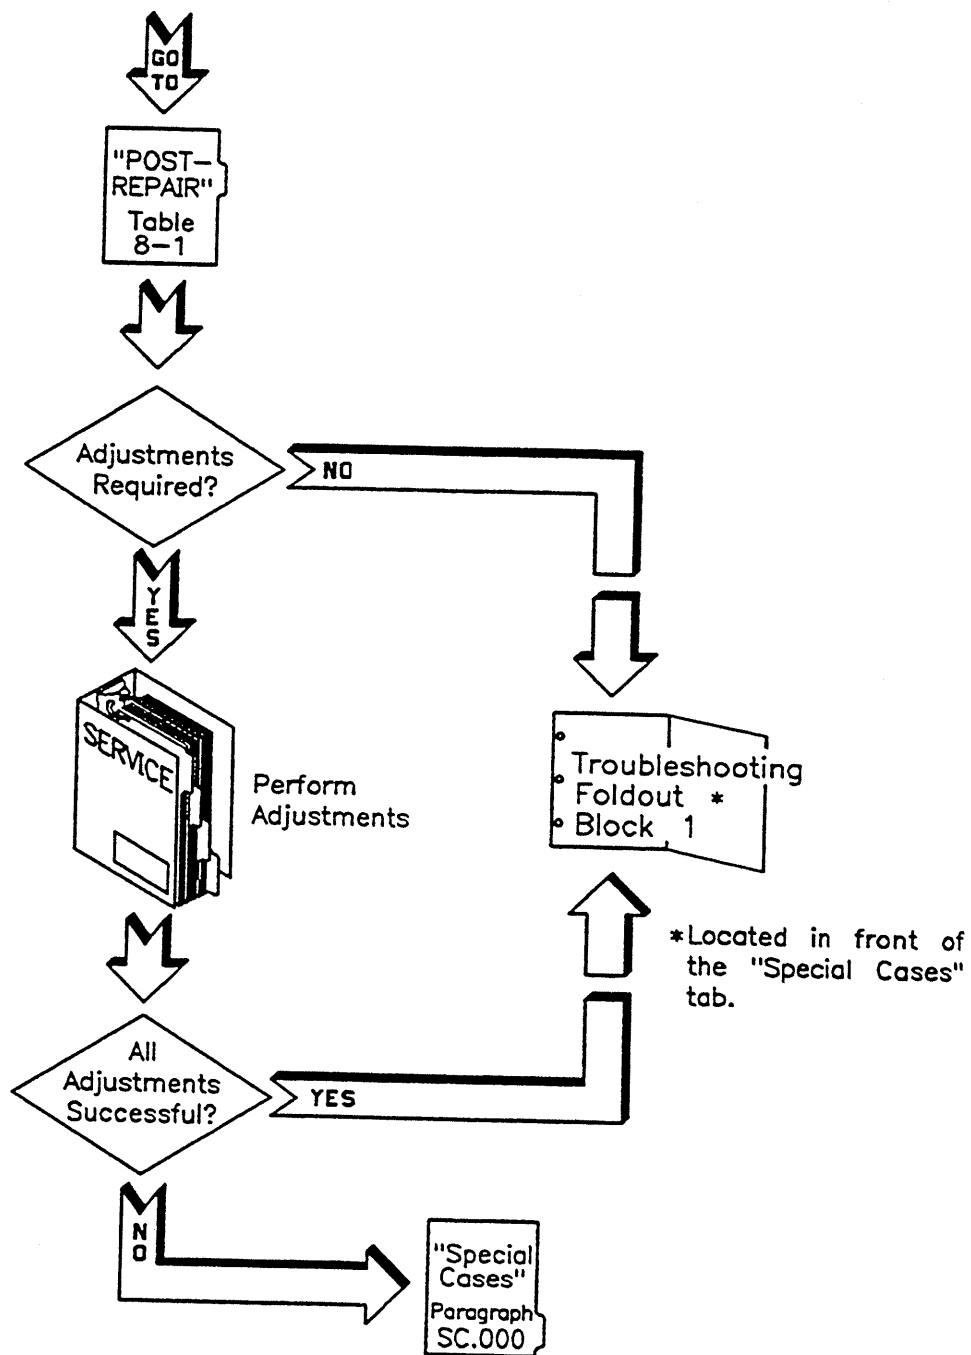 GO
TO
"POST-
REPAIR"
Table
8-1
Adjustments
Required?
NO
YES
SERVICE
Perform
Adjustments
Troubleshooting
Foldout *
Block 1
*Located in front of
the "Special Cases"
tab.
All
Adjustments
Successful?
YES
NO
"Special
Cases"
Paragraph
SC.000